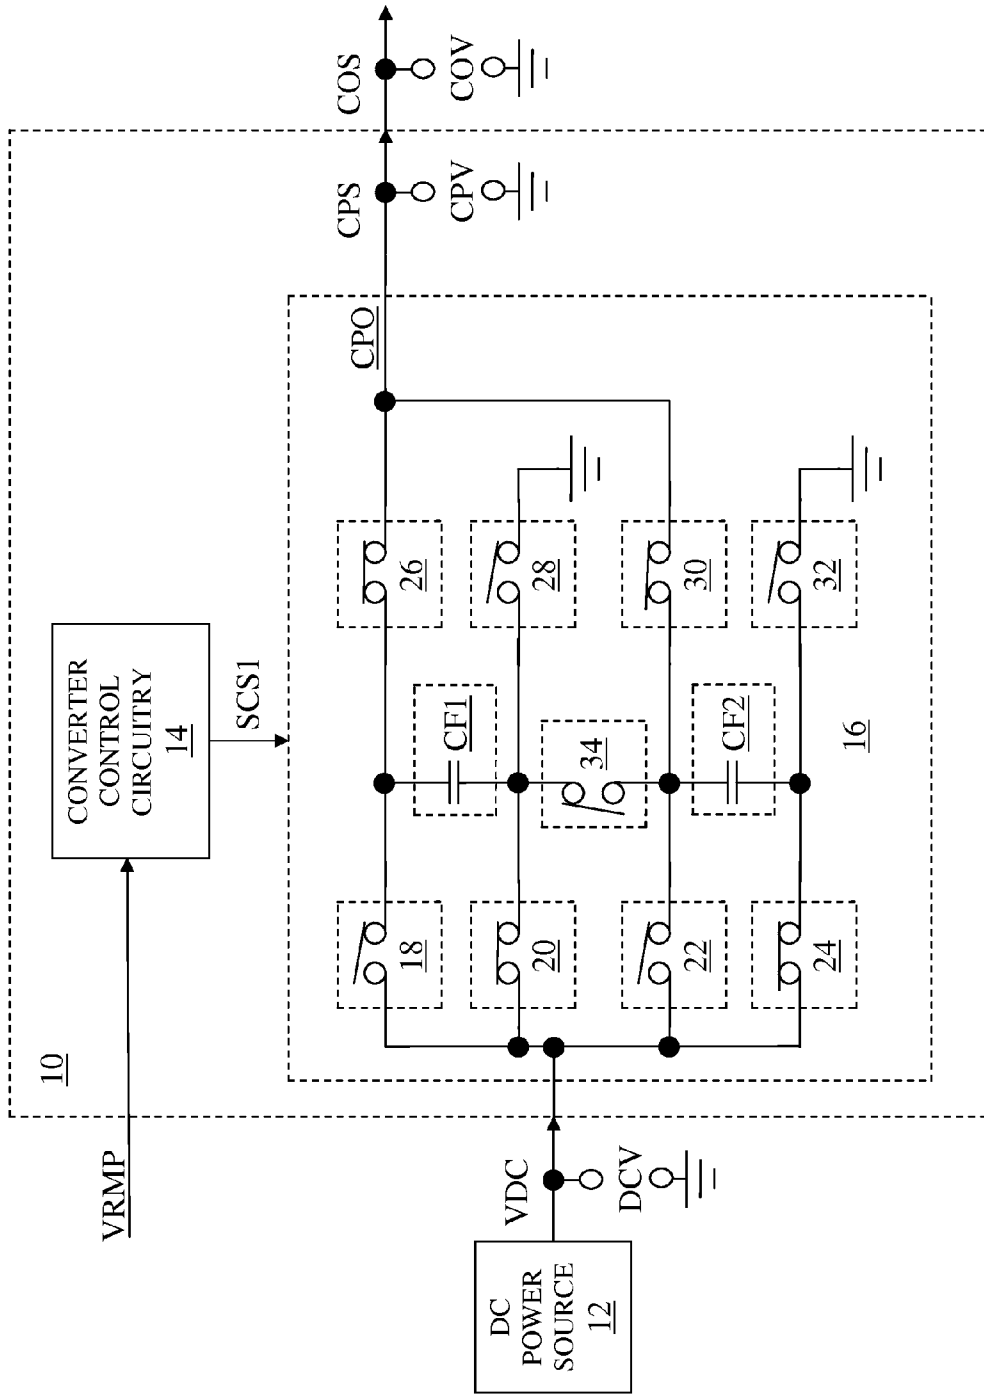 10
VRMP
CONVERTER
CONTROL
CIRCUITRY
14
SCS1
DC
POWER
SOURCE
12
VDC
DCV
18
20
22
24
CF1
34
CF2
26
28
30
32
16
CPO
CPS
CPV
COS
COV